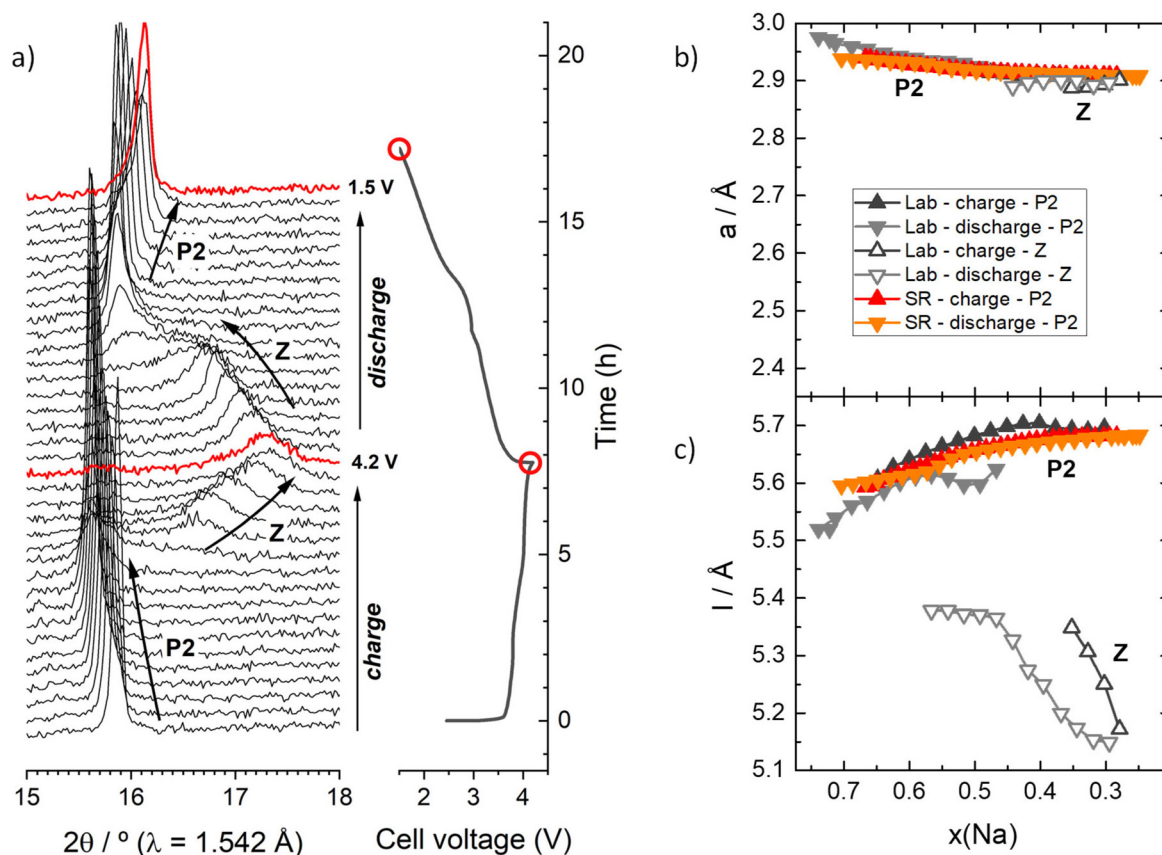 a)
P2
Z
Z
P2
charge
discharge
4.2 V
1.5 V
15 16 17 18
2θ / º (λ = 1.542 Å)
2 3 4
Cell voltage (V)
20
15
10
5
0
Time (h)
b)
3.0
2.9
2.8
2.7
2.6
2.5
2.4
a / Å
P2
Z
Lab - charge - P2
Lab - discharge - P2
Lab - charge - Z
Lab - discharge - Z
SR - charge - P2
SR - discharge - P2
c)
5.7
5.6
5.5
5.4
5.3
5.2
5.1
l / Å
P2
Z
0.7 0.6 0.5 0.4 0.3
x(Na)